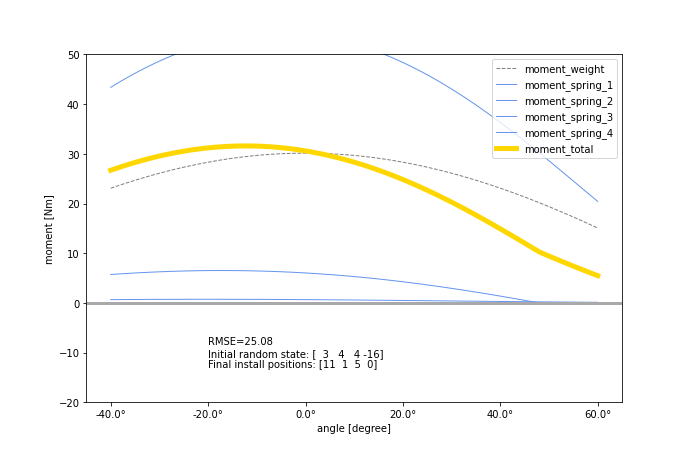 moment_weight
moment_spring_1
moment_spring_2
moment_spring_3
moment_spring_4
moment_total
50
40
30
20
10
0
−10
−20
moment [Nm]
RMSE=25.08
Initial random state: [  3   4   4 -16]
Final install positions: [11  1  5  0]
-40.0°
-20.0°
0.0°
20.0°
40.0°
60.0°
angle [degree]